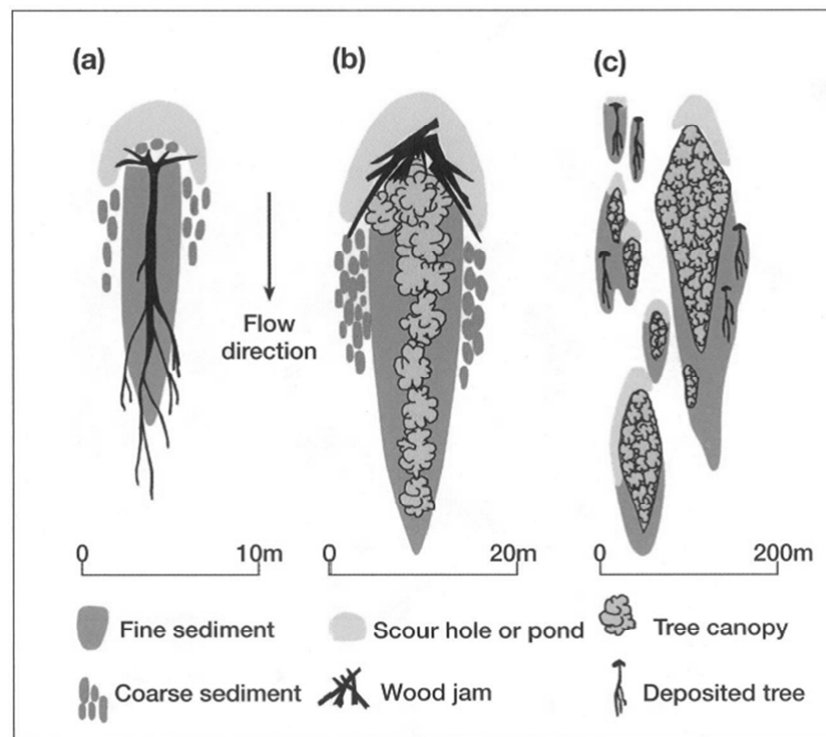 (a)
(b)
(c)
Flow
direction
0
10m
0
20m
0
200m
Fine sediment
Scour hole or pond
Tree canopy
Coarse sediment
Wood jam
Deposited tree